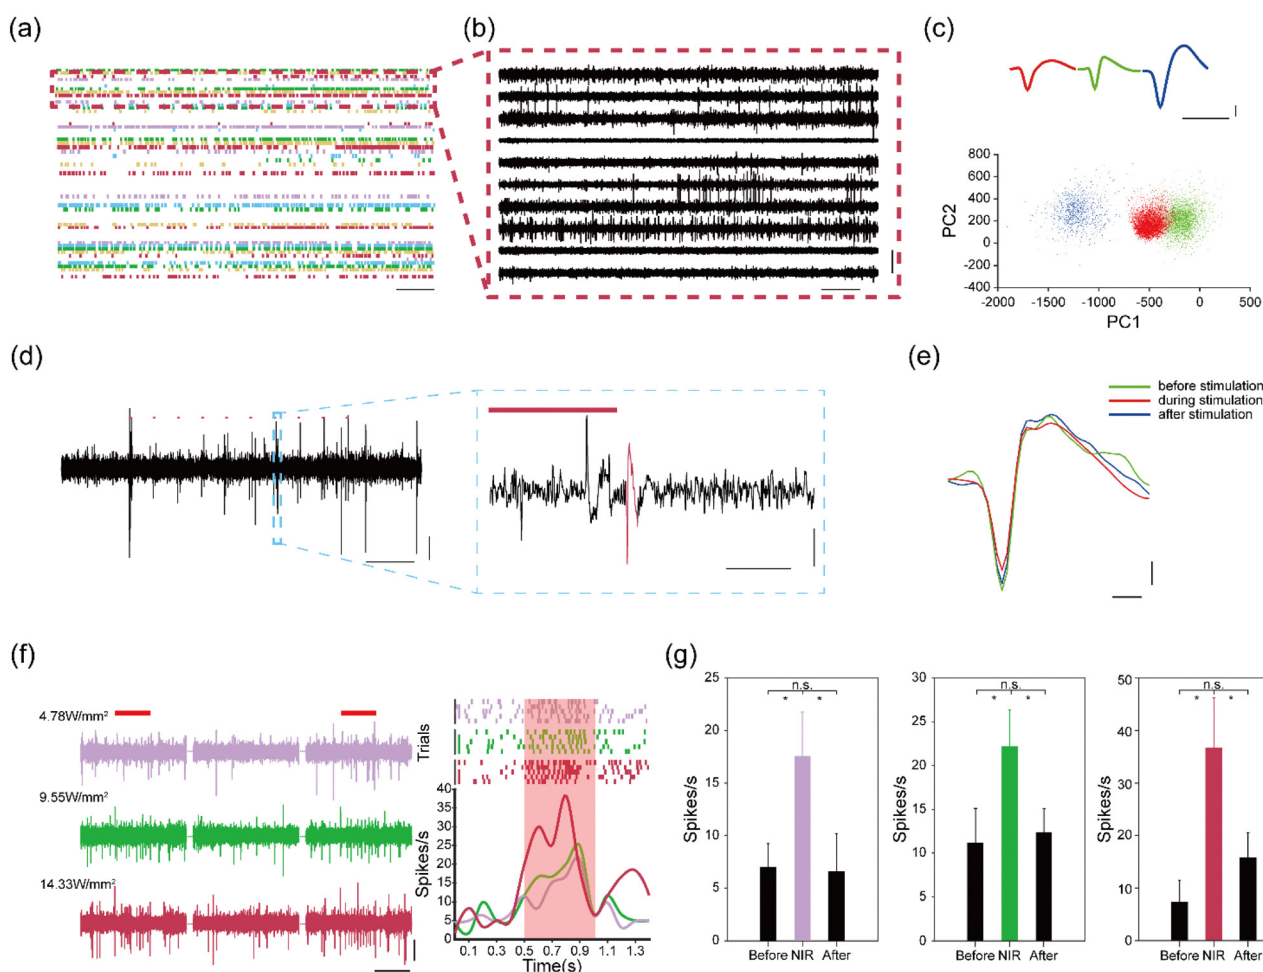 (a)
(b)
(c)
PC2
800
600
400
200
0
-200
-400
-2000
-1500
-1000
-500
0
500
PC1
(d)
(e)
before stimulation
during stimulation
after stimulation
(f)
4.78W/mm²
9.55W/mm²
14.33W/mm²
Trials
Spikes/s
40
35
30
25
20
15
10
5
0
0.1
0.3
0.5
0.7
0.9
1.1
1.3
Time(s)
(g)
Spikes/s
25
20
15
10
5
0
n.s.
*
*
Before NIR After
Spikes/s
30
25
20
15
10
5
0
n.s.
*
*
Before NIR After
Spikes/s
50
40
30
20
10
0
n.s.
*
*
Before NIR After